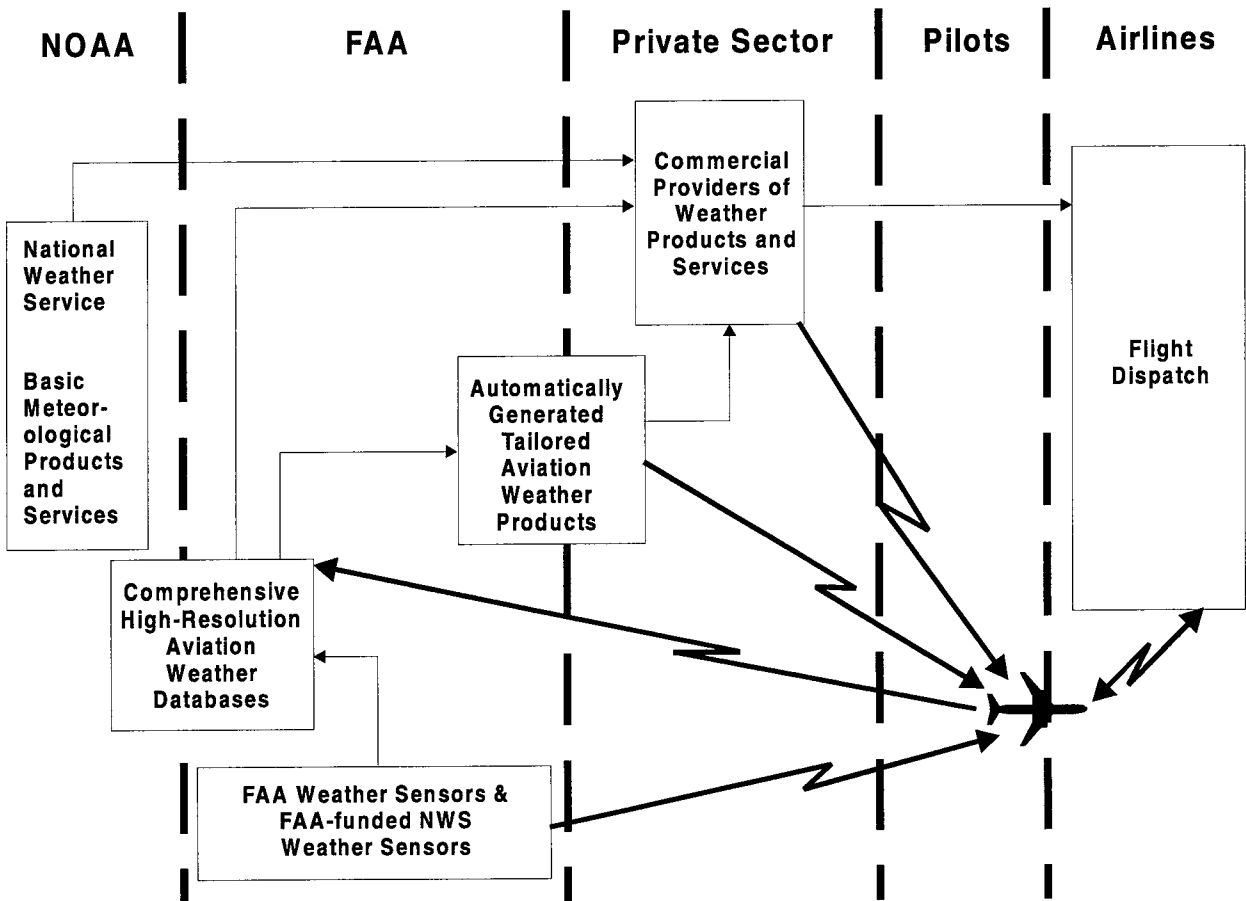 NOAA
FAA
Private Sector
Pilots
Airlines
National
Weather
Service
Basic
Meteor-
ological
Products
and
Services
Commercial
Providers of
Weather
Products and
Services
Flight
Dispatch
Automatically
Generated
Tailored
Aviation
Weather
Products
Comprehensive
High-Resolution
Aviation
Weather
Databases
FAA Weather Sensors &
FAA-funded NWS
Weather Sensors